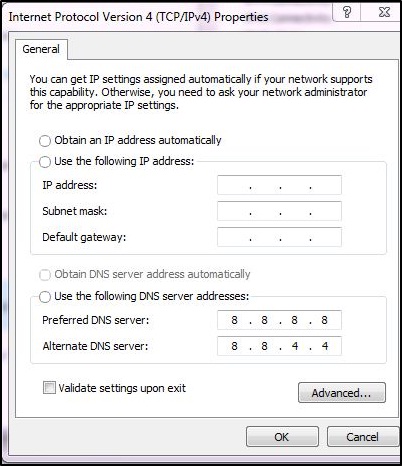 Internet Protocol Version 4 (TCP/IPv4) Properties
General
You can get IP settings assigned automatically if your network supports
this capability. Otherwise, you need to ask your network administrator
for the appropriate IP settings.
Obtain an IP address automatically
Use the following IP address:
IP address: . . .
Subnet mask: . . .
Default gateway: . . .
Obtain DNS server address automatically
Use the following DNS server addresses:
Preferred DNS server: 8 . 8 . 8 . 8
Alternate DNS server: 8 . 8 . 4 . 4
Validate settings upon exit
Advanced...
OK Cancel